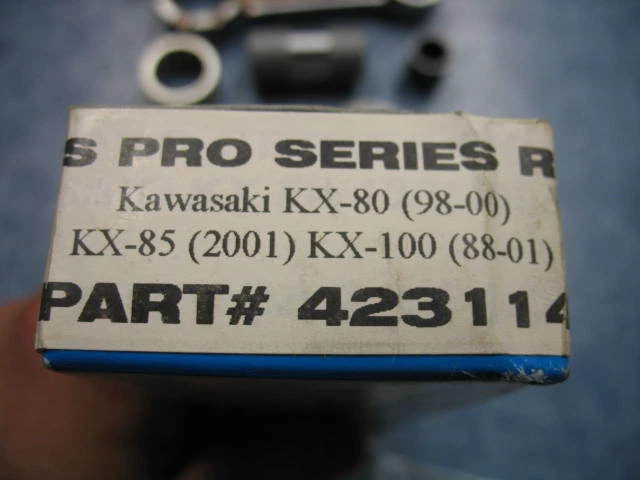 S PRO SERIES R
Kawasaki KX-80 (98-00)
KX-85 (2001) KX-100 (88-01)
PART# 423114